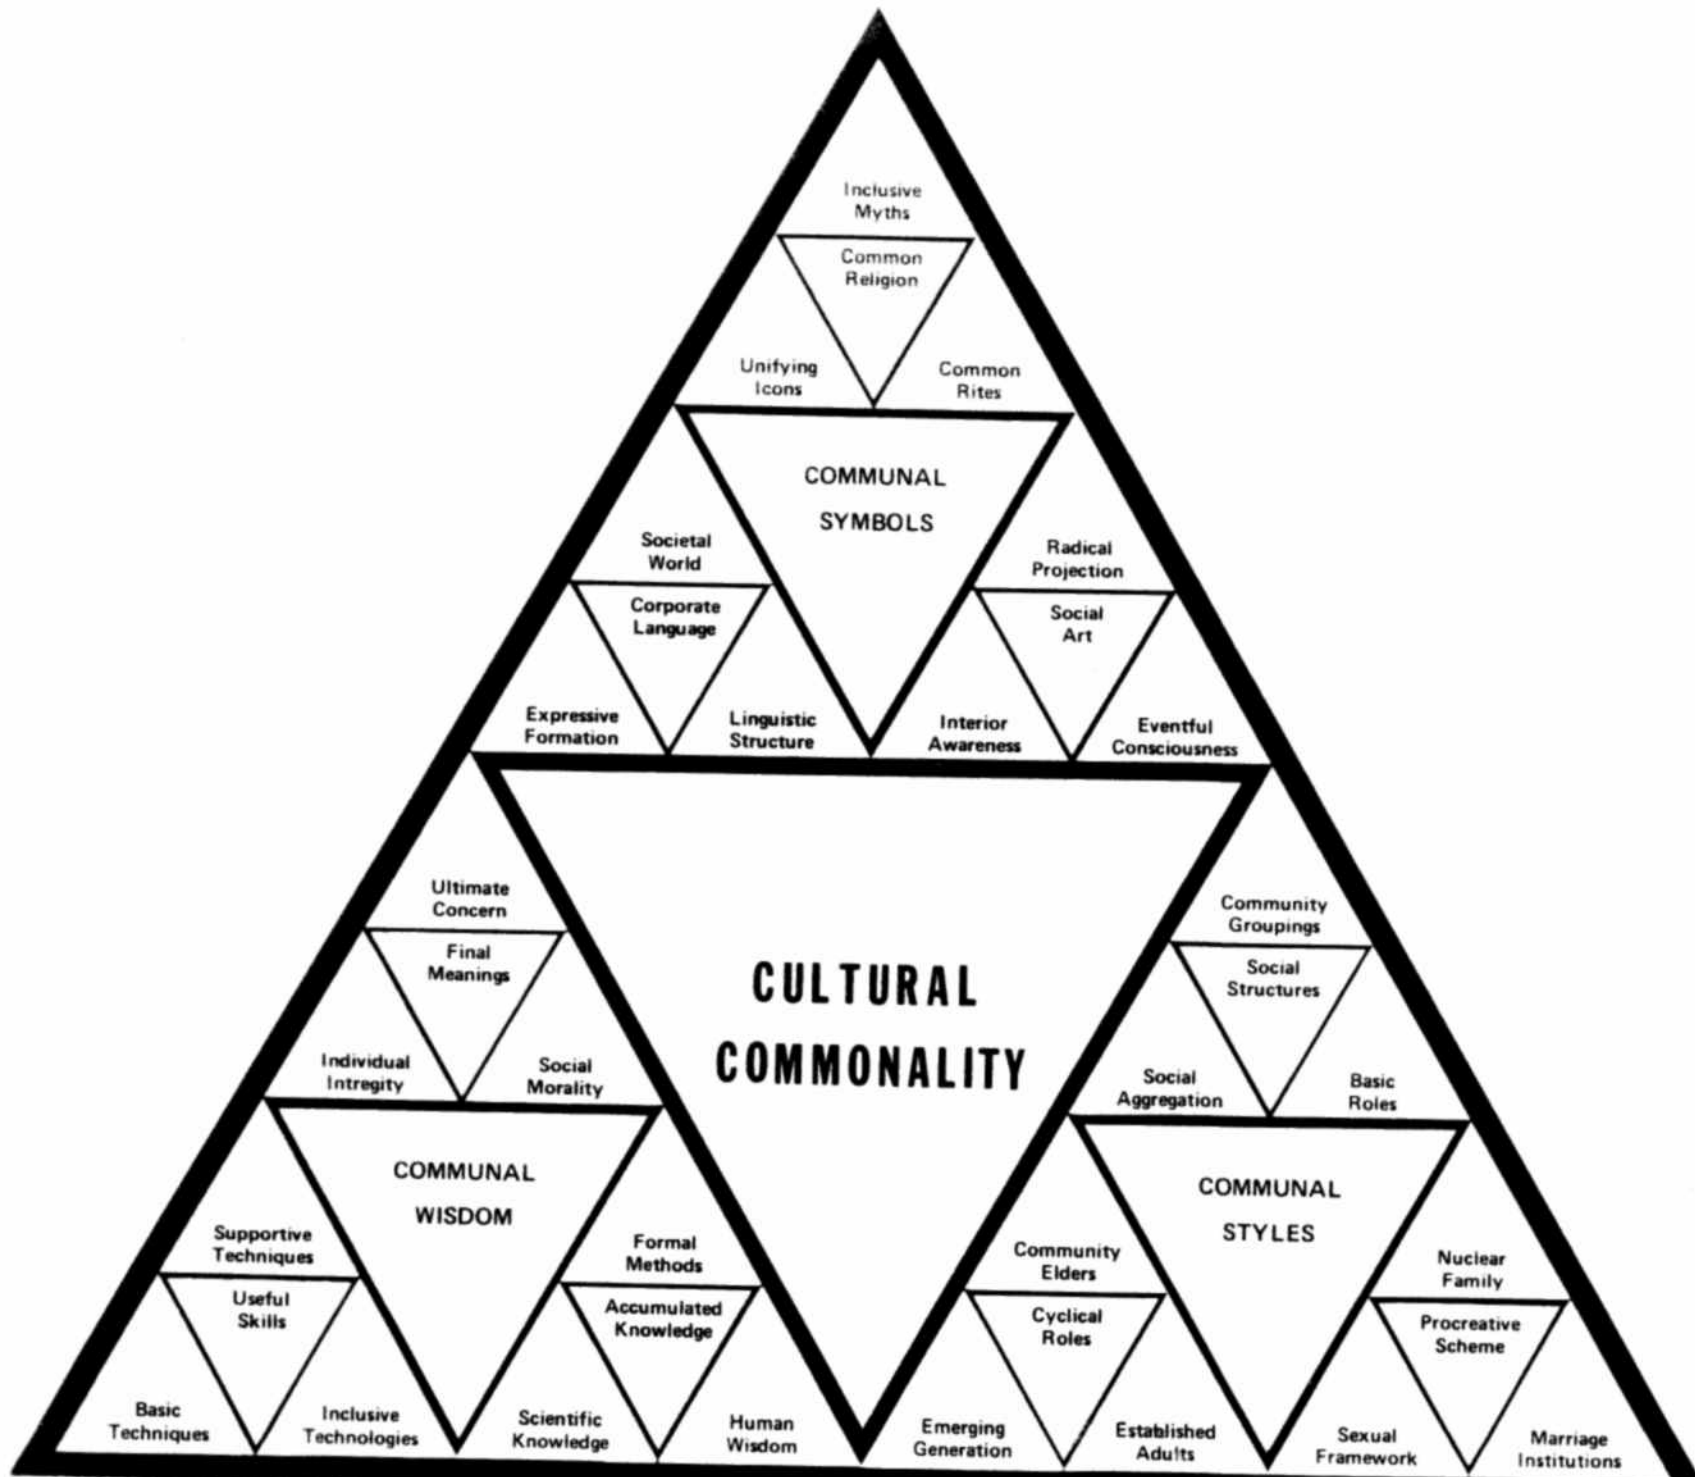 Inclusive
Myths
Common
Religion
Unifying
Icons
Common
Rites
COMMUNAL
SYMBOLS
Societal
World
Corporate
Language
Expressive
Formation
Linguistic
Structure
Radical
Projection
Social
Art
Interior
Awareness
Eventful
Consciousness
CULTURAL
COMMONALITY
Ultimate
Concern
Final
Meanings
Individual
Intregity
Social
Morality
COMMUNAL
WISDOM
Supportive
Techniques
Useful
Skills
Basic
Techniques
Inclusive
Technologies
Formal
Methods
Accumulated
Knowledge
Scientific
Knowledge
Human
Wisdom
Community
Groupings
Social
Structures
Social
Aggregation
Basic
Roles
COMMUNAL
STYLES
Community
Elders
Cyclical
Roles
Emerging
Generation
Established
Adults
Nuclear
Family
Procreative
Scheme
Sexual
Framework
Marriage
Institutions